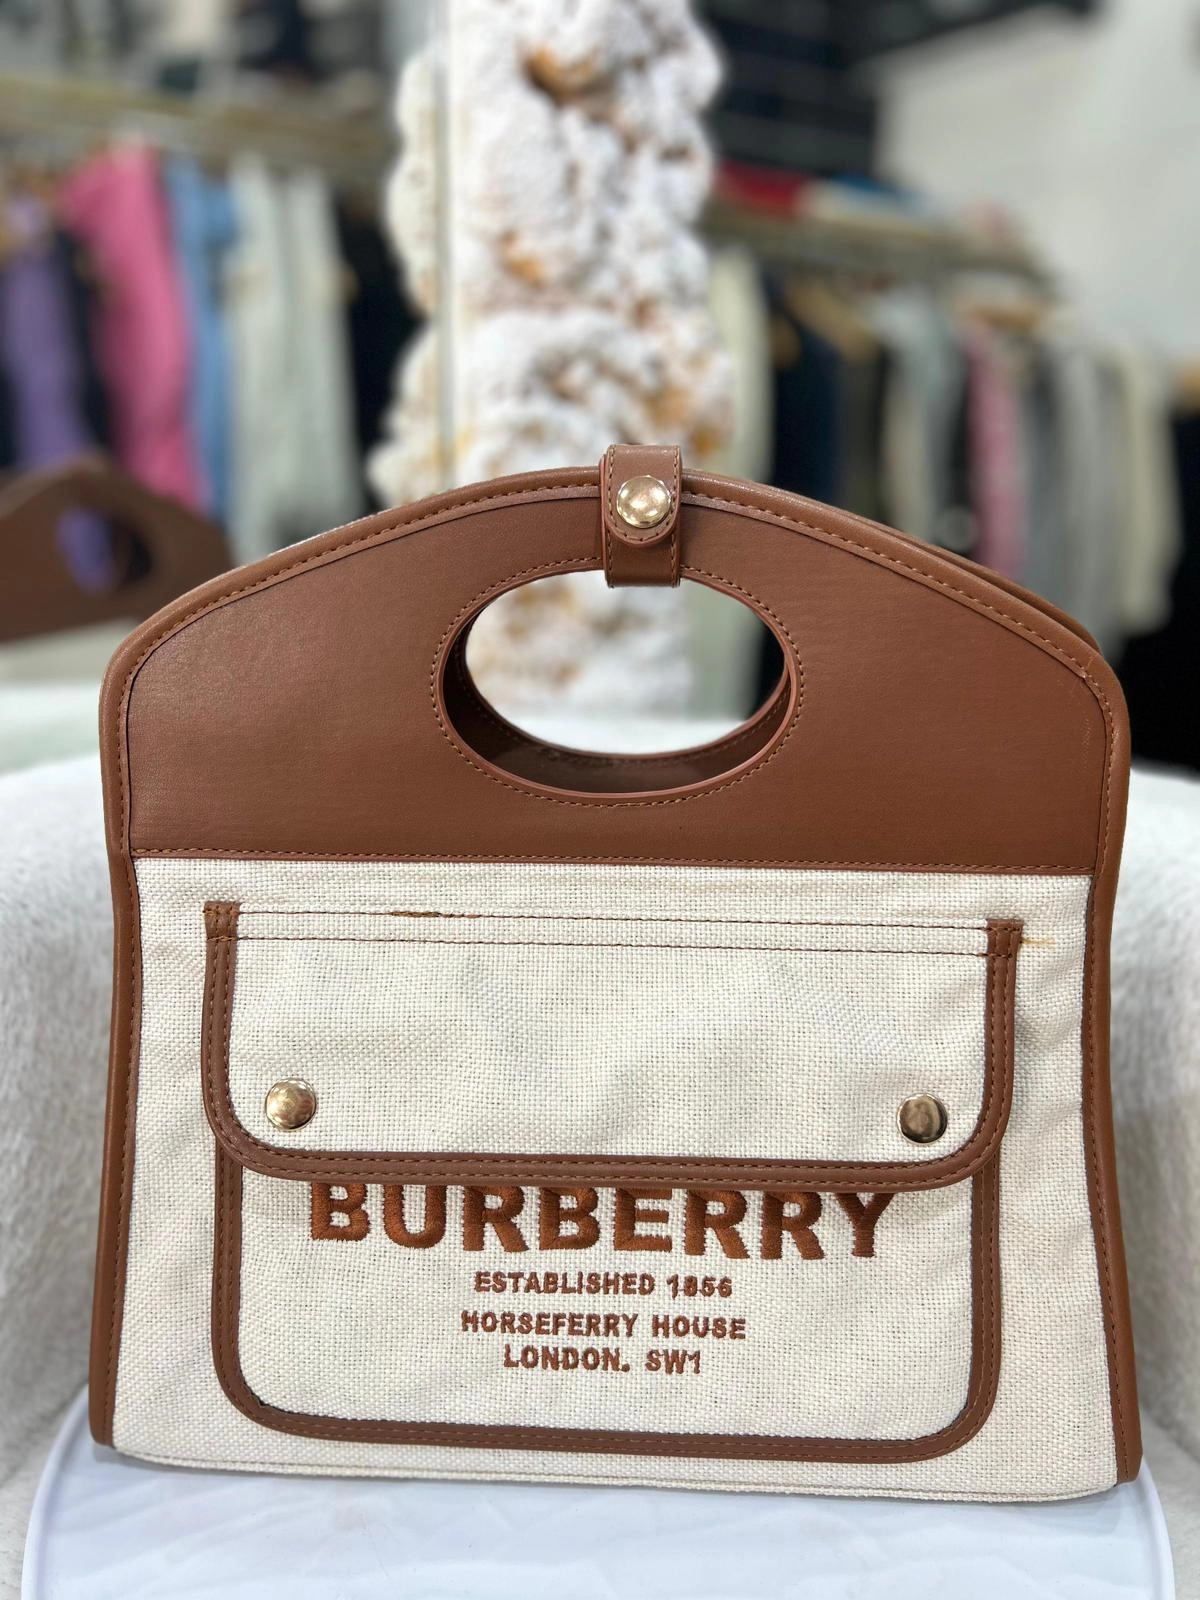 BURBERRY
ESTABLISHED 1856
HORSEFERRY HOUSE
LONDON. SW1